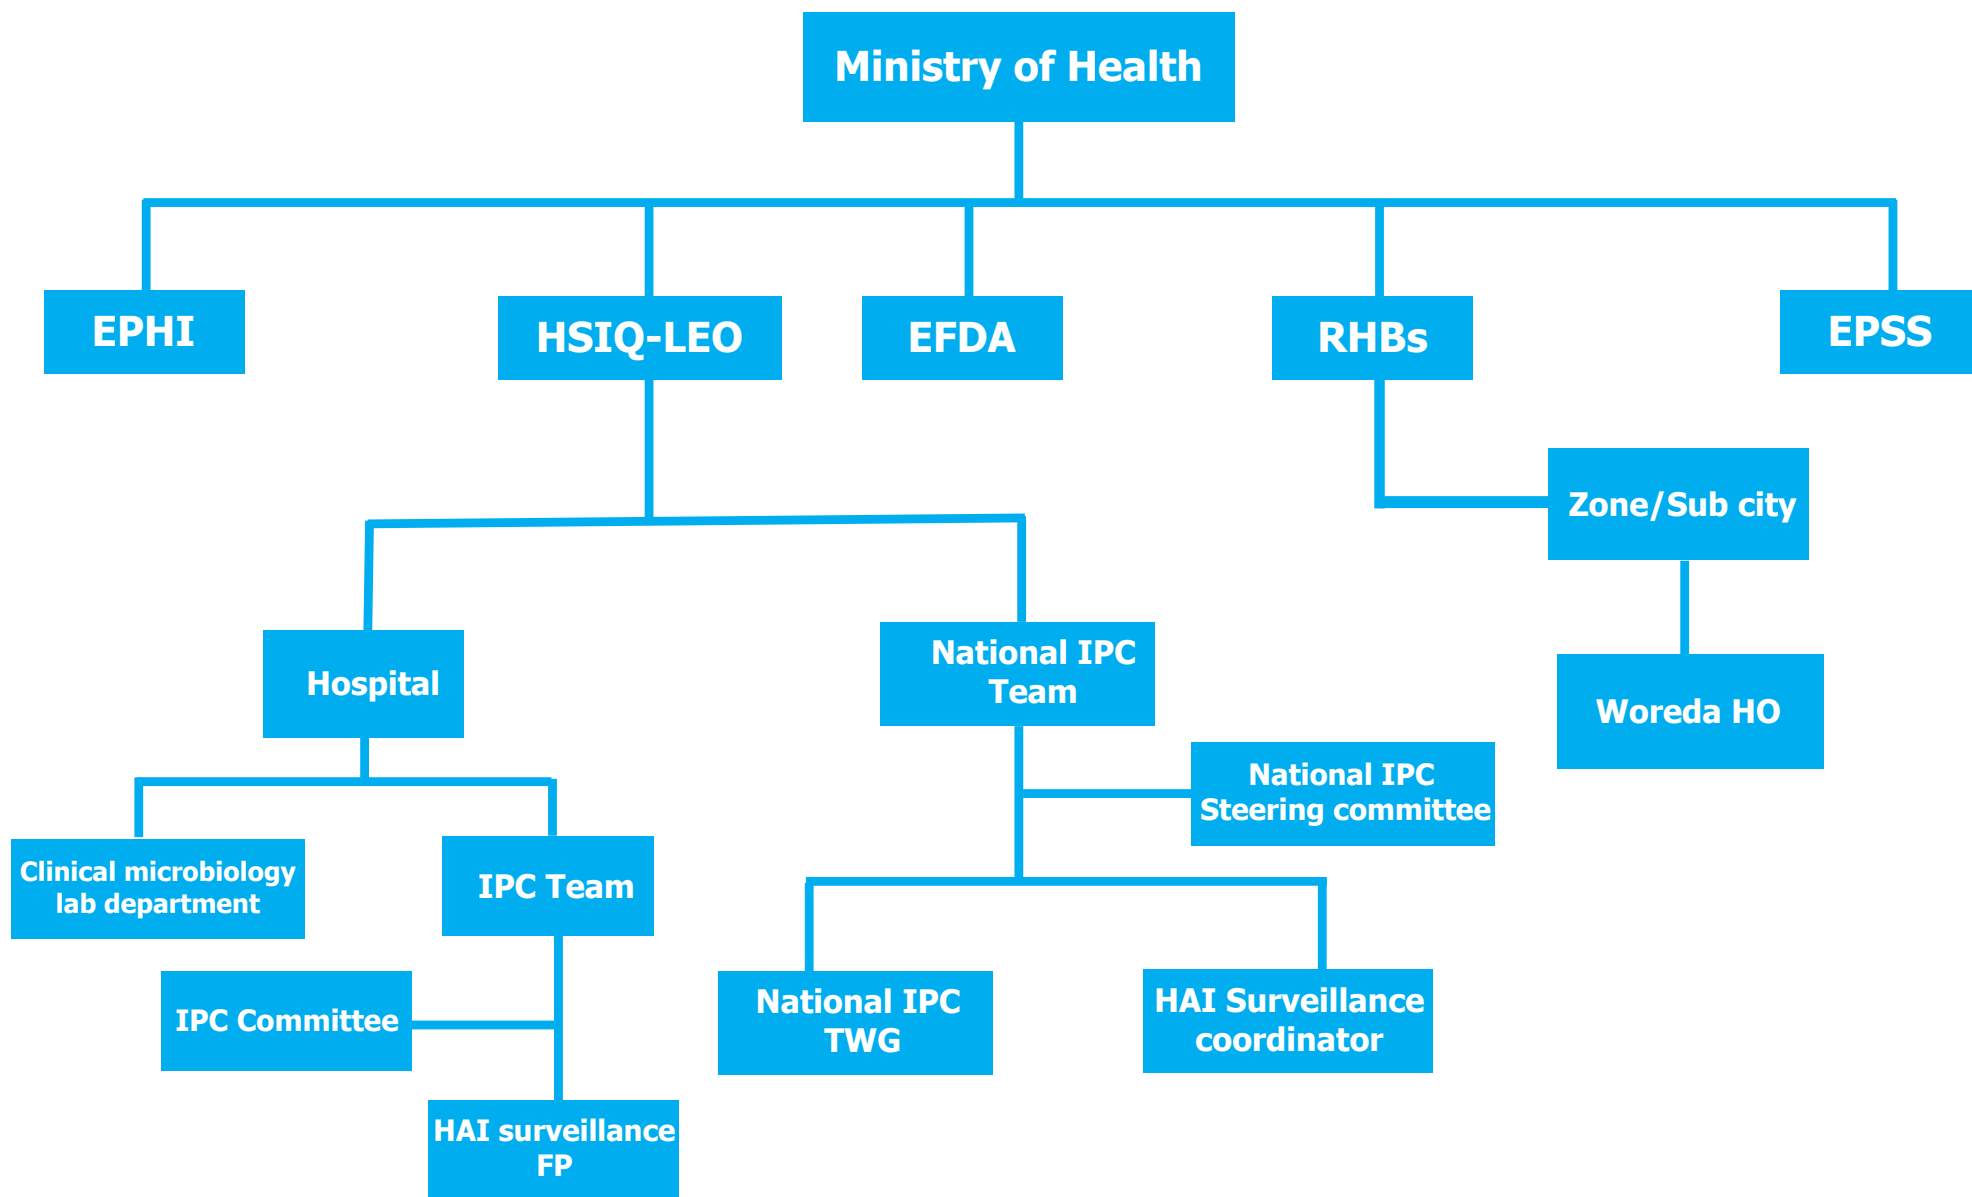 Ministry of Health
EPHI
HSIQ-LEO
EFDA
RHBs
EPSS
Zone/Sub city
Hospital
National IPC
Team
Woreda HO
National IPC
Steering committee
Clinical microbiology
lab department
IPC Team
IPC Committee
National IPC
TWG
HAI Surveillance
coordinator
HAI surveillance
FP